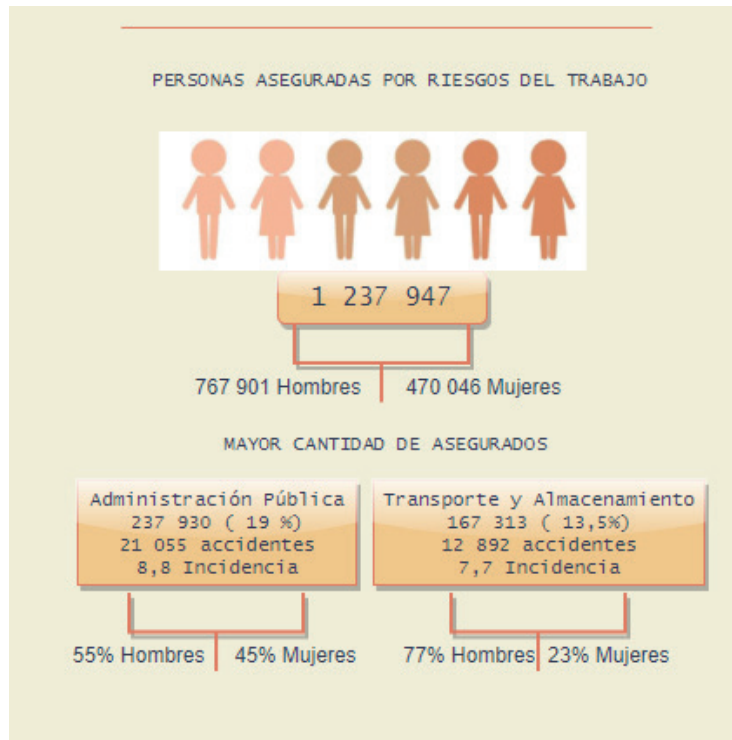 PERSONAS ASEGURADAS POR RIESGOS DEL TRABAJO
1 237 947
767 901 Hombres
470 046 Mujeres
MAYOR CANTIDAD DE ASEGURADOS
Administración Pública
237 930 ( 19 %)
21 055 accidentes
8,8 Incidencia
55% Hombres
45% Mujeres
Transporte y Almacenamiento
167 313 ( 13,5%)
12 892 accidentes
7,7 Incidencia
77% Hombres
23% Mujeres